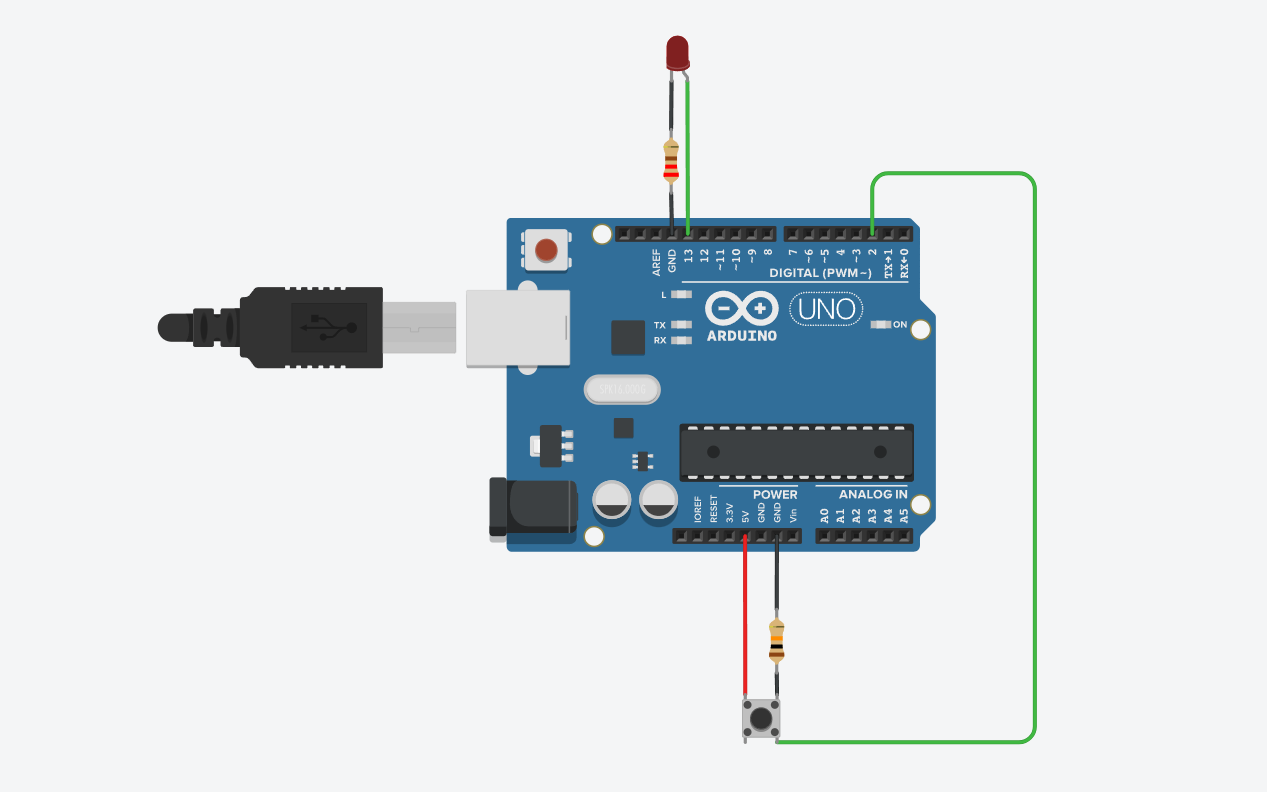 AREF
GND
13
12
~11
~10
~9
8
7
~6
~5
4
~3
2
TX→1
RX←0
DIGITAL (PWM~)
L
TX
RX
ARDUINO
UNO
ON
POWER
ANALOG IN
IOREF
RESET
3.3V
5V
GND
GND
Vin
A0
A1
A2
A3
A4
A5